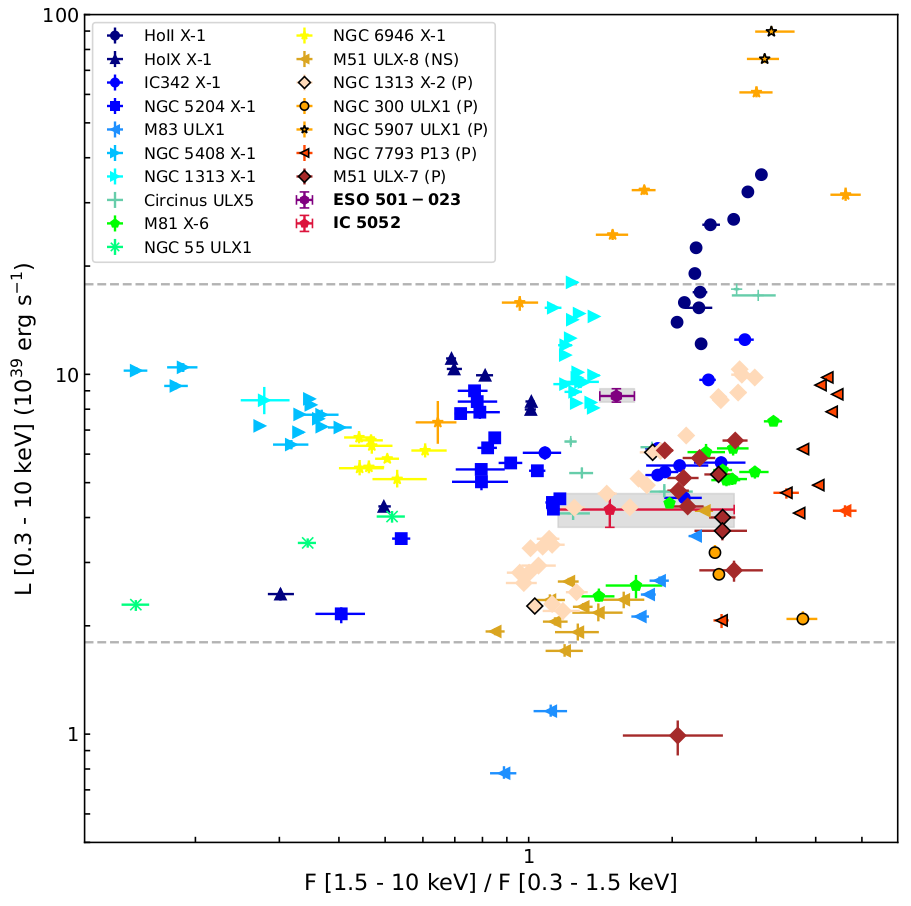 100
HoII X-1
HoIX X-1
IC342 X-1
NGC 5204 X-1
M83 ULX1
NGC 5408 X-1
NGC 1313 X-1
Circinus ULX5
M81 X-6
NGC 55 ULX1
NGC 6946 X-1
M51 ULX-8 (NS)
NGC 1313 X-2 (P)
NGC 300 ULX1 (P)
NGC 5907 ULX1 (P)
NGC 7793 P13 (P)
M51 ULX-7 (P)
ESO 501 − 023
IC 5052
10
1
L [0.3 - 10 keV] (10³⁹ erg s⁻¹)
1
F [1.5 - 10 keV] / F [0.3 - 1.5 keV]